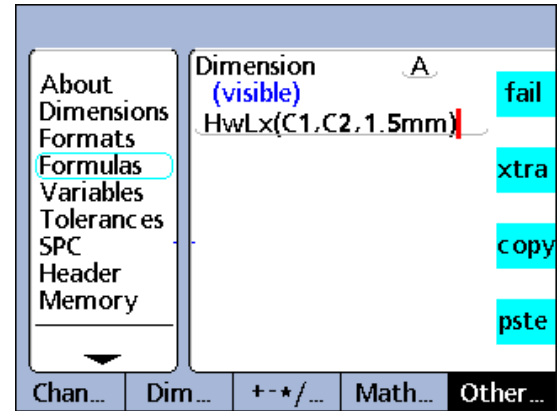 About
Dimensions
Formats
Formulas
Variables
Tolerances
SPC
Header
Memory
Dimension A
(visible)
HwLx(C1,C2,1.5mm)
fail
xtra
copy
pste
Chan... Dim... +-*/... Math... Other...